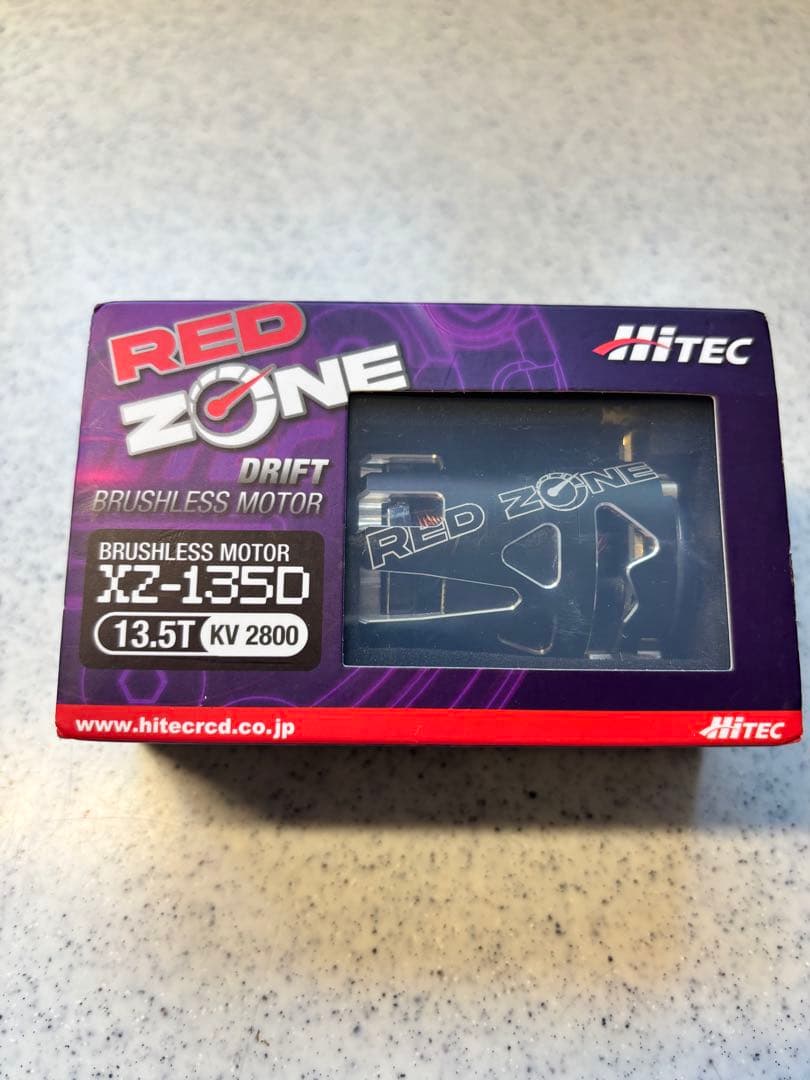 RED
ZONE
HiTEC
DRIFT
BRUSHLESS MOTOR
BRUSHLESS MOTOR
XZ-135D
13.5T KV 2800
RED ZONE
www.hitecrcd.co.jp
HiTEC